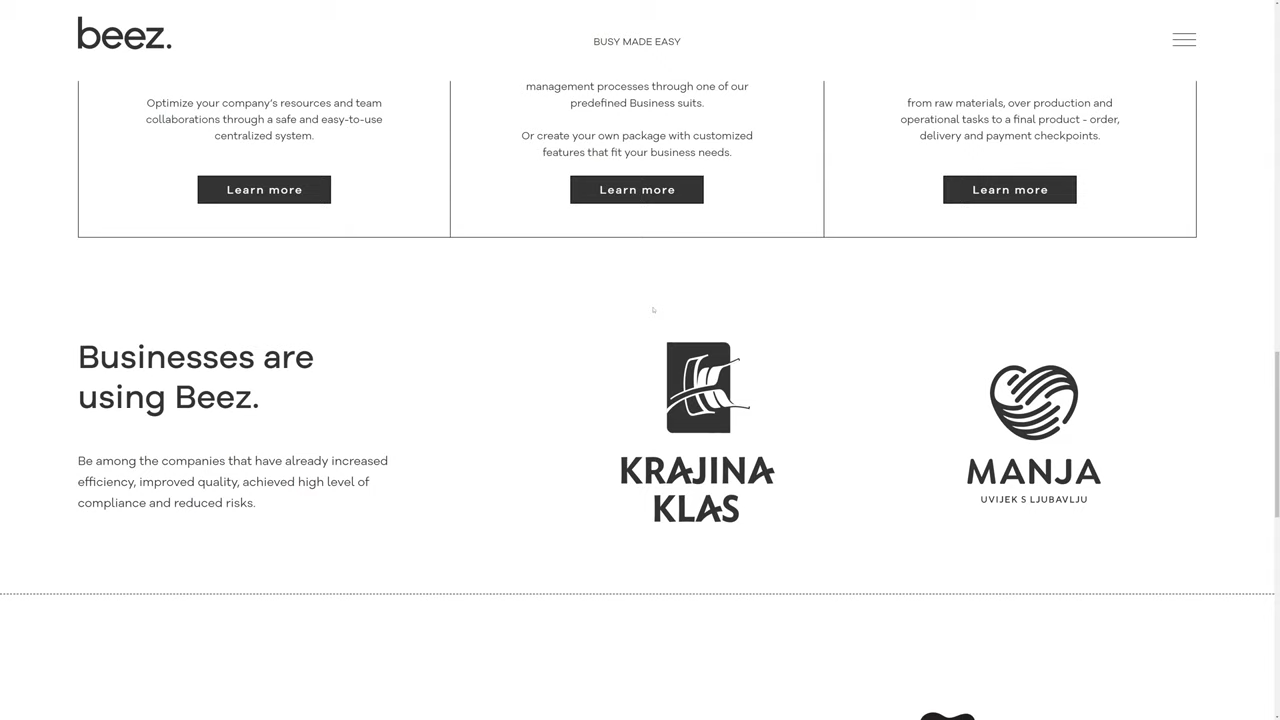 beez.
BUSY MADE EASY
Optimize your company's resources and team
collaborations through a safe and easy-to-use
centralized system.
Learn more
management processes through one of our
predefined Business suits.
Or create your own package with customized
features that fit your business needs.
Learn more
from raw materials, over production and
operational tasks to a final product - order,
delivery and payment checkpoints.
Learn more
Businesses are
using Beez.
Be among the companies that have already increased
efficiency, improved quality, achieved high level of
compliance and reduced risks.
KRAJINA
KLAS
MANJA
UVIJEK S LJUBAVLJU